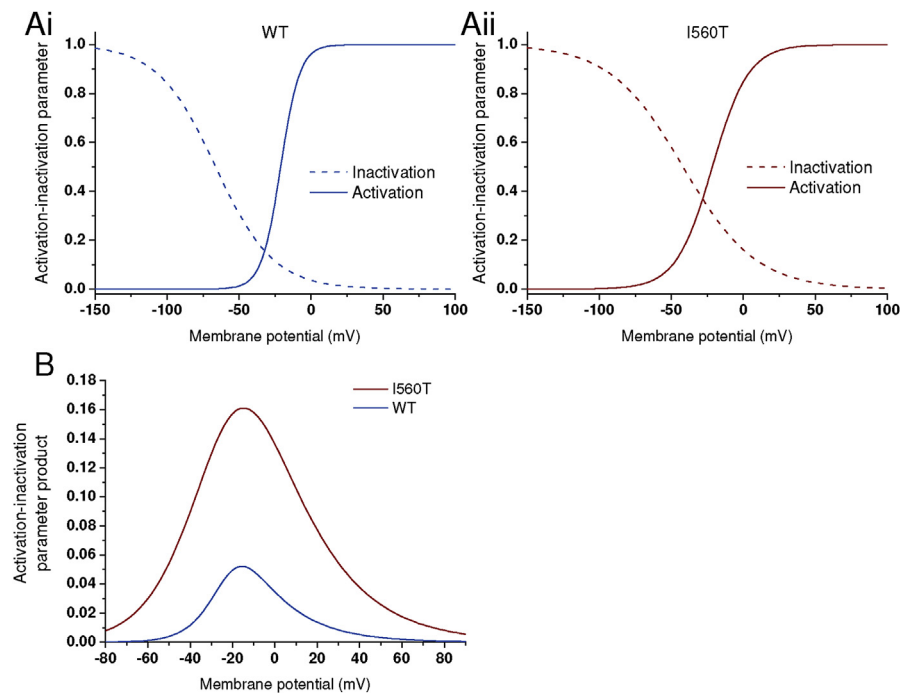 Ai
WT
Activation-inactivation parameter
1.0
0.8
0.6
0.4
0.2
0.0
Inactivation
Activation
-150 -100 -50 0 50 100
Membrane potential (mV)
Aii
I560T
Activation-inactivation parameter
1.0
0.8
0.6
0.4
0.2
0.0
Inactivation
Activation
-150 -100 -50 0 50 100
Membrane potential (mV)
B
Activation-inactivation
parameter product
0.18
0.16
0.14
0.12
0.10
0.08
0.06
0.04
0.02
0.00
I560T
WT
-80 -60 -40 -20 0 20 40 60 80
Membrane potential (mV)